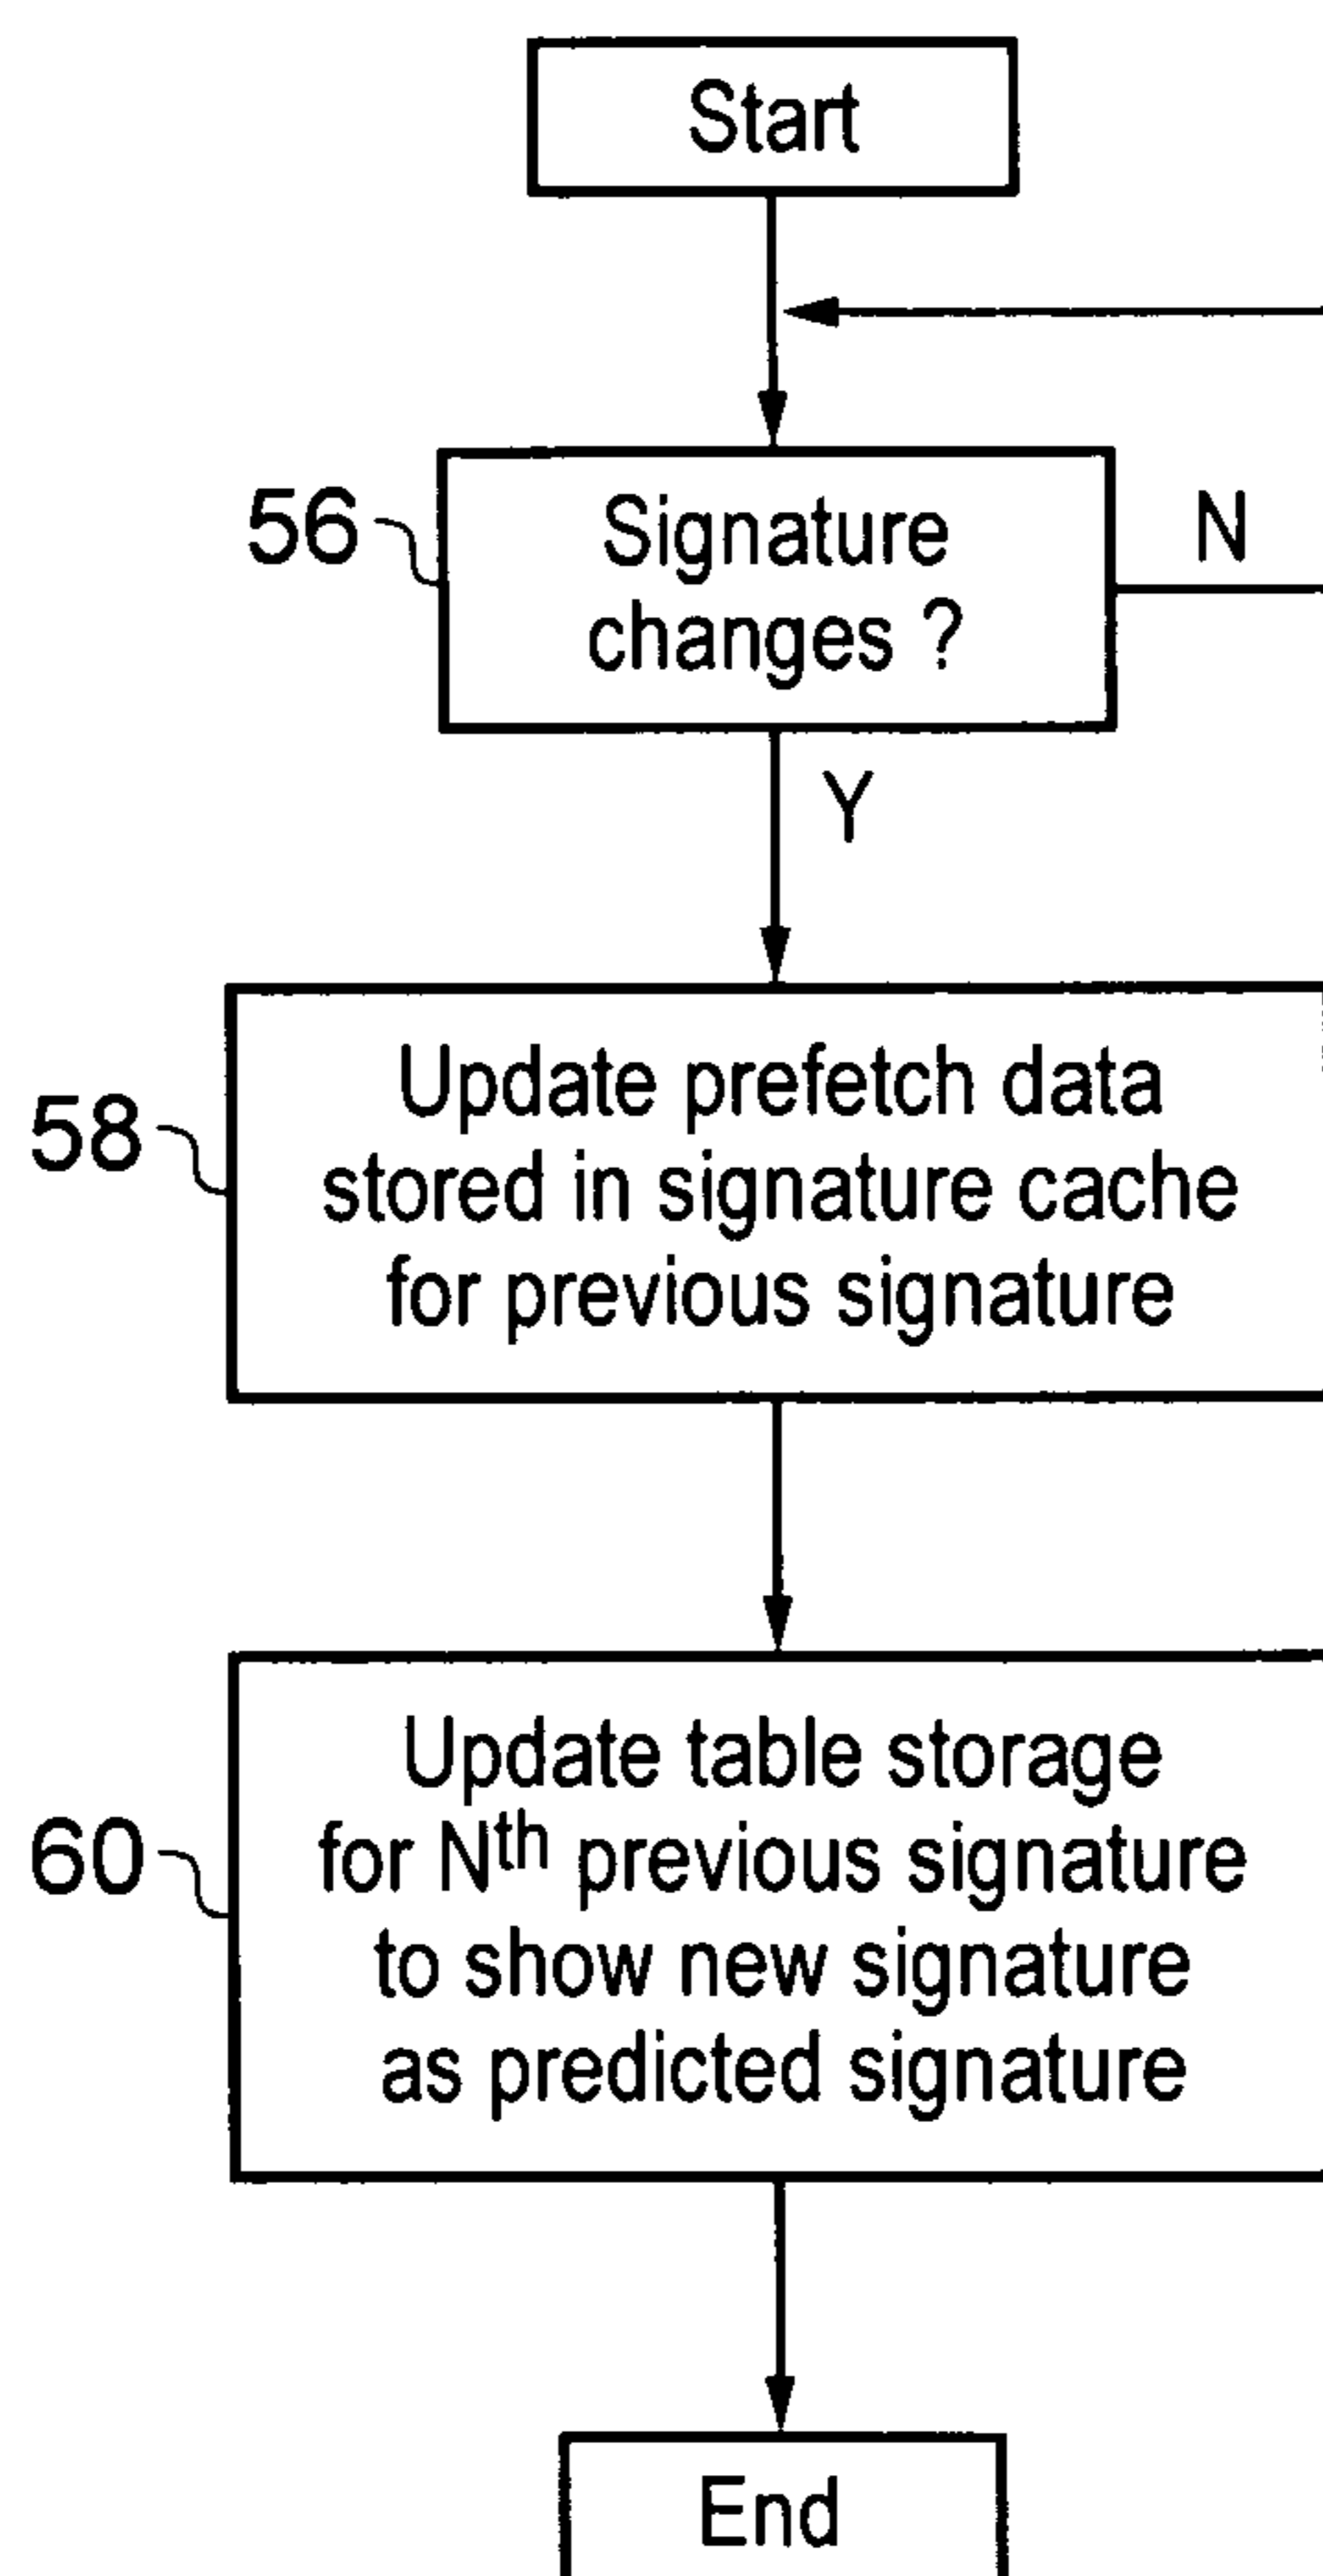 Start
56
Signature
changes ?
N
Y
58
Update prefetch data
stored in signature cache
for previous signature
60
Update table storage
for Nth previous signature
to show new signature
as predicted signature
End